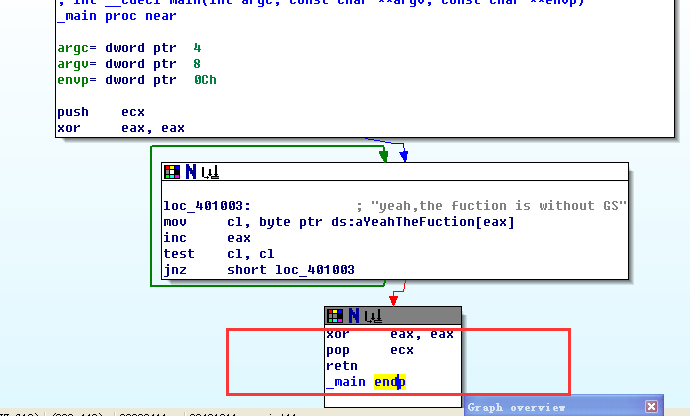 ; int __cdecl main(int argc, const char **argv, const char **envp)
_main proc near
argc= dword ptr  4
argv= dword ptr  8
envp= dword ptr  0Ch
push    ecx
xor     eax, eax
loc_401003:             ; "yeah,the fuction is without GS"
mov     cl, byte ptr ds:aYeahTheFuction[eax]
inc     eax
test    cl, cl
jnz     short loc_401003
xor     eax, eax
pop     ecx
retn
_main endp
Graph overview